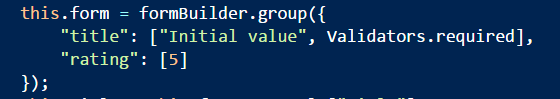 this.form = formBuilder.group({
"title": ["Initial value", Validators.required],
"rating": [5]
});